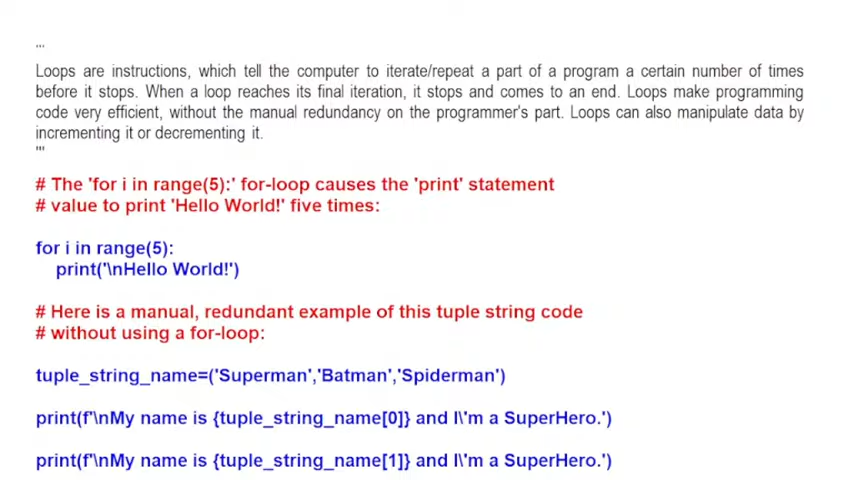 '''
Loops are instructions, which tell the computer to iterate/repeat a part of a program a certain number of times
before it stops. When a loop reaches its final iteration, it stops and comes to an end. Loops make programming
code very efficient, without the manual redundancy on the programmer's part. Loops can also manipulate data by
incrementing it or decrementing it.
'''
# The 'for i in range(5):' for-loop causes the 'print' statement
# value to print 'Hello World!' five times:
for i in range(5):
    print('\nHello World!')
# Here is a manual, redundant example of this tuple string code
# without using a for-loop:
tuple_string_name=('Superman','Batman','Spiderman')
print(f'\nMy name is {tuple_string_name[0]} and I\'m a SuperHero.')
print(f'\nMy name is {tuple_string_name[1]} and I\'m a SuperHero.')